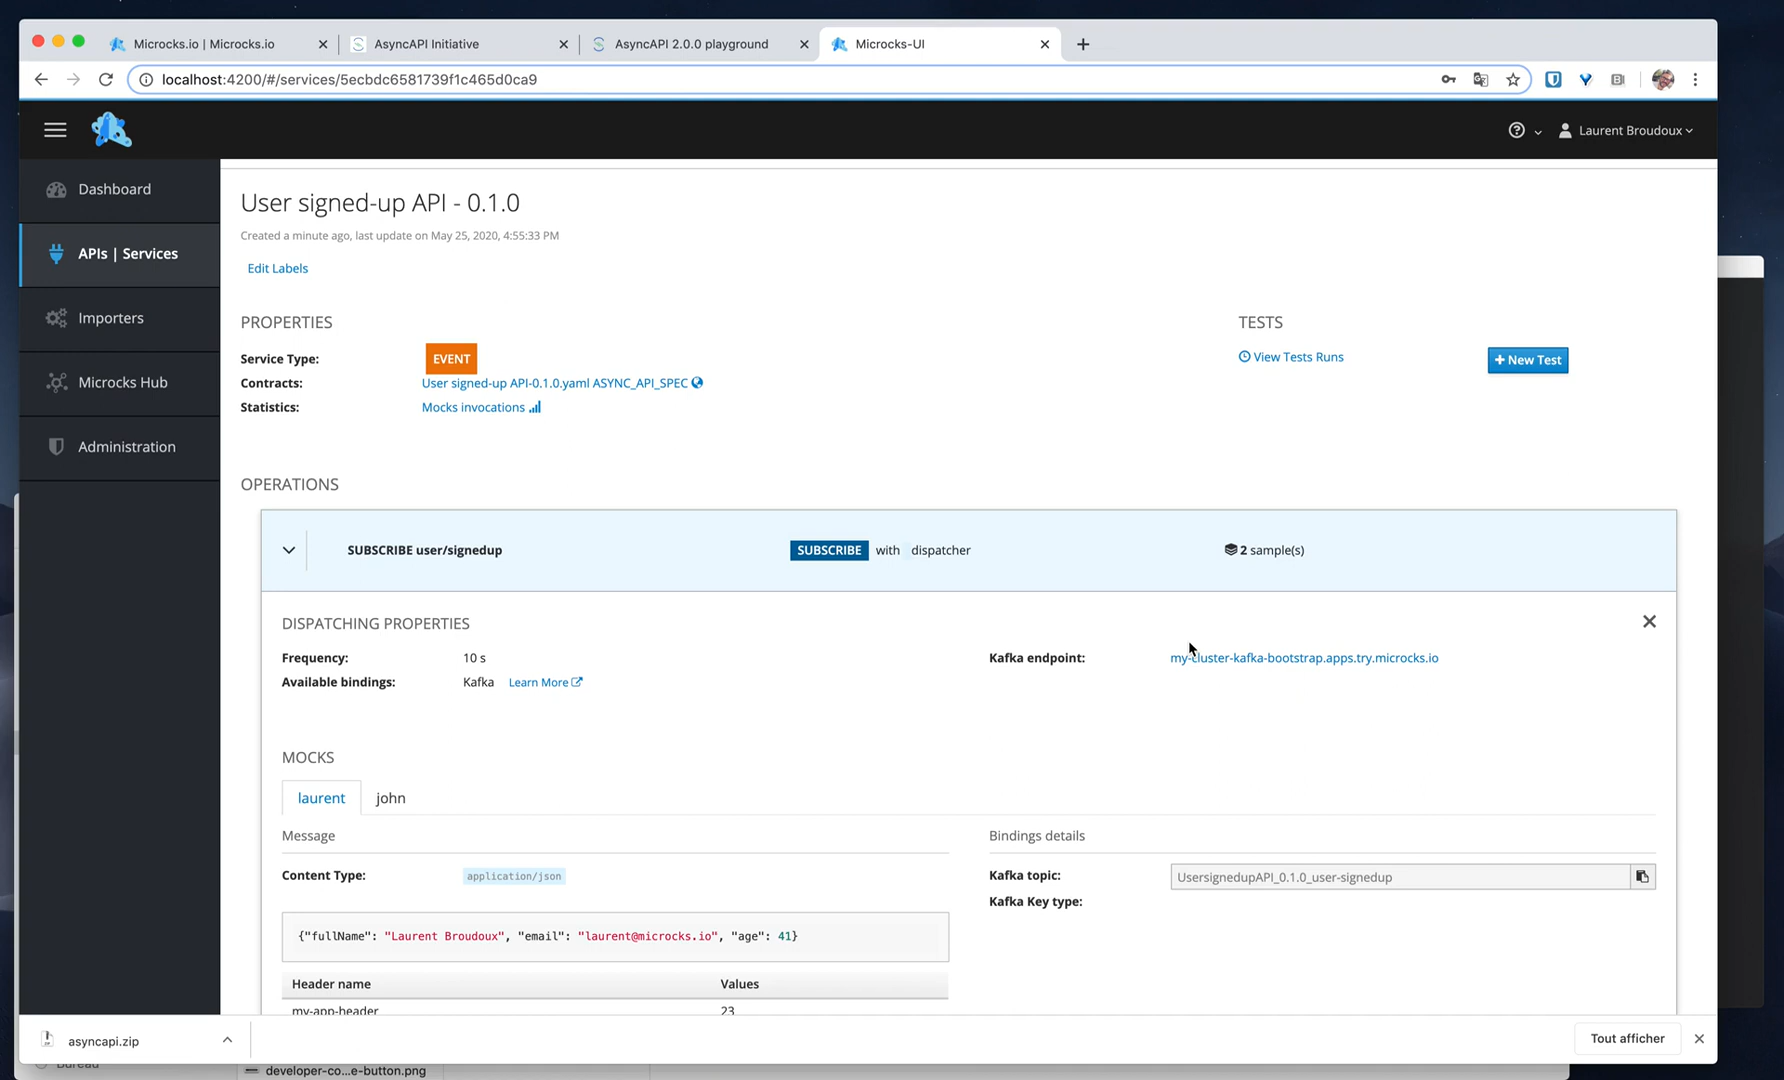 Microcks.io | Microcks.io
AsyncAPI Initiative
AsyncAPI 2.0.0 playground
Microcks-UI
localhost:4200/#/services/5ecbdc6581739f1c465d0ca9
Laurent Broudoux
Dashboard
APIs | Services
Importers
Microcks Hub
Administration
User signed-up API - 0.1.0
Created a minute ago, last update on May 25, 2020, 4:55:33 PM
Edit Labels
PROPERTIES
Service Type: EVENT
Contracts: User signed-up API-0.1.0.yaml ASYNC_API_SPEC
Statistics: Mocks invocations
TESTS
View Tests Runs
+ New Test
OPERATIONS
SUBSCRIBE user/signedup SUBSCRIBE with dispatcher 2 sample(s)
DISPATCHING PROPERTIES
Frequency: 10 s
Available bindings: Kafka Learn More
Kafka endpoint: my-cluster-kafka-bootstrap.apps.try.microcks.io
MOCKS
laurent john
Message
Content Type: application/json
{"fullName": "Laurent Broudoux", "email": "laurent@microcks.io", "age": 41}
Header name Values
my-app-header 23
Bindings details
Kafka topic: UsersignedupAPI_0.1.0_user-signedup
Kafka Key type:
asyncapi.zip
Tout afficher
Bureau
developer-co...e-button.png